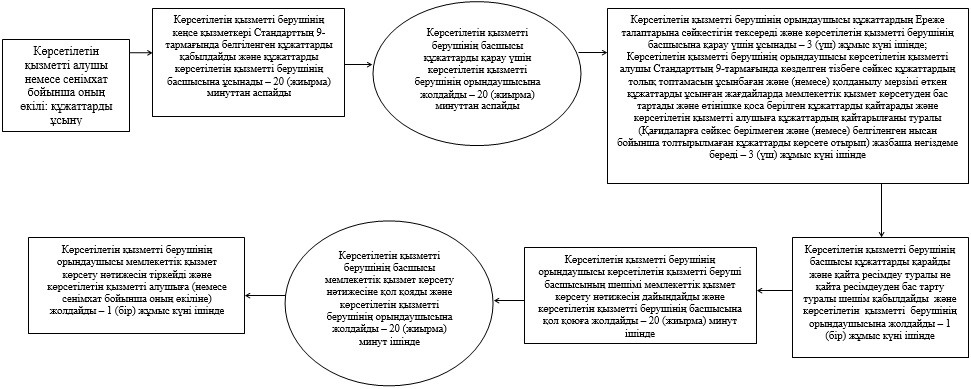 Көрсетілетін
қызметті алушы
немесе сенімхат
бойынша оның
өкілі: құжаттарды
ұсыну
Көрсетілетін қызметті берушінің
кеңсе қызметкері Стандарттың 9-
тармағында белгіленген құжаттарды
қабылдайды және құжаттарды
көрсетілетін қызметті берушінің
басшысына ұсынады – 20 (жиырма)
минуттан аспайды
Көрсетілетін қызметті
берушінің басшысы
құжаттарды қарау үшін
көрсетілетін қызметті
берушінің орындаушысына
жолдайды – 20 (жиырма)
минуттан аспайды
Көрсетілетін қызметті берушінің орындаушысы құжаттардың Ереже
талаптарына сәйкестігін тексереді және көрсетілетін қызметті берушінің
басшысына қарау үшін ұсынады – 3 (үш) жұмыс күні ішінде;
Көрсетілетін қызметті берушінің орындаушысы көрсетілетін қызметті
алушы Стандарттың 9-тармағында көзделген тізбеге сәйкес құжаттардың
толық топтамасын ұсынбаған және (немесе) қолданылу мерзімі өткен
құжаттарды ұсынған жағдайларда мемлекеттік қызмет көрсетуден бас
тартады және өтінішке қоса берілген құжаттарды қайтарады және
көрсетілетін қызметті алушыға құжаттардың қайтарылғаны туралы
(Қағидаларға сәйкес берілмеген және (немесе) белгіленген нысан
бойынша толтырылмаған құжаттарды көрсете отырып) жазбаша негіздеме
береді – 3 (үш) жұмыс күні ішінде
Көрсетілетін қызметті берушінің
басшысы құжаттарды қарайды
және қайта ресімдеу туралы не
қайта ресімдеуден бас тарту
туралы шешім қабылдайды және
көрсетілетін қызметті берушінің
орындаушысына жолдайды – 1
(бір) жұмыс күні ішінде
Көрсетілетін қызметті берушінің
орындаушысы көрсетілетін қызметті беруші
басшысының шешімі мемлекеттік қызмет
көрсету нәтижесін дайындайды және
көрсетілетін қызметті берушінің басшысына
қол қоюға жолдайды – 20 (жиырма) минут
ішінде
Көрсетілетін қызметті
берушінің басшысы
мемлекеттік қызмет көрсету
нәтижесіне қол қояды және
көрсетілетін қызметті
берушінің орындаушысына
жолдайды – 20 (жиырма)
минут ішінде
Көрсетілетін қызметті берушінің
орындаушысы мемлекеттік қызмет
көрсету нәтижесін тіркейді және
көрсетілетін қызметті алушыға (немесе
сенімхат бойынша оның өкіліне)
жолдайды – 1 (бір) жұмыс күні ішінде